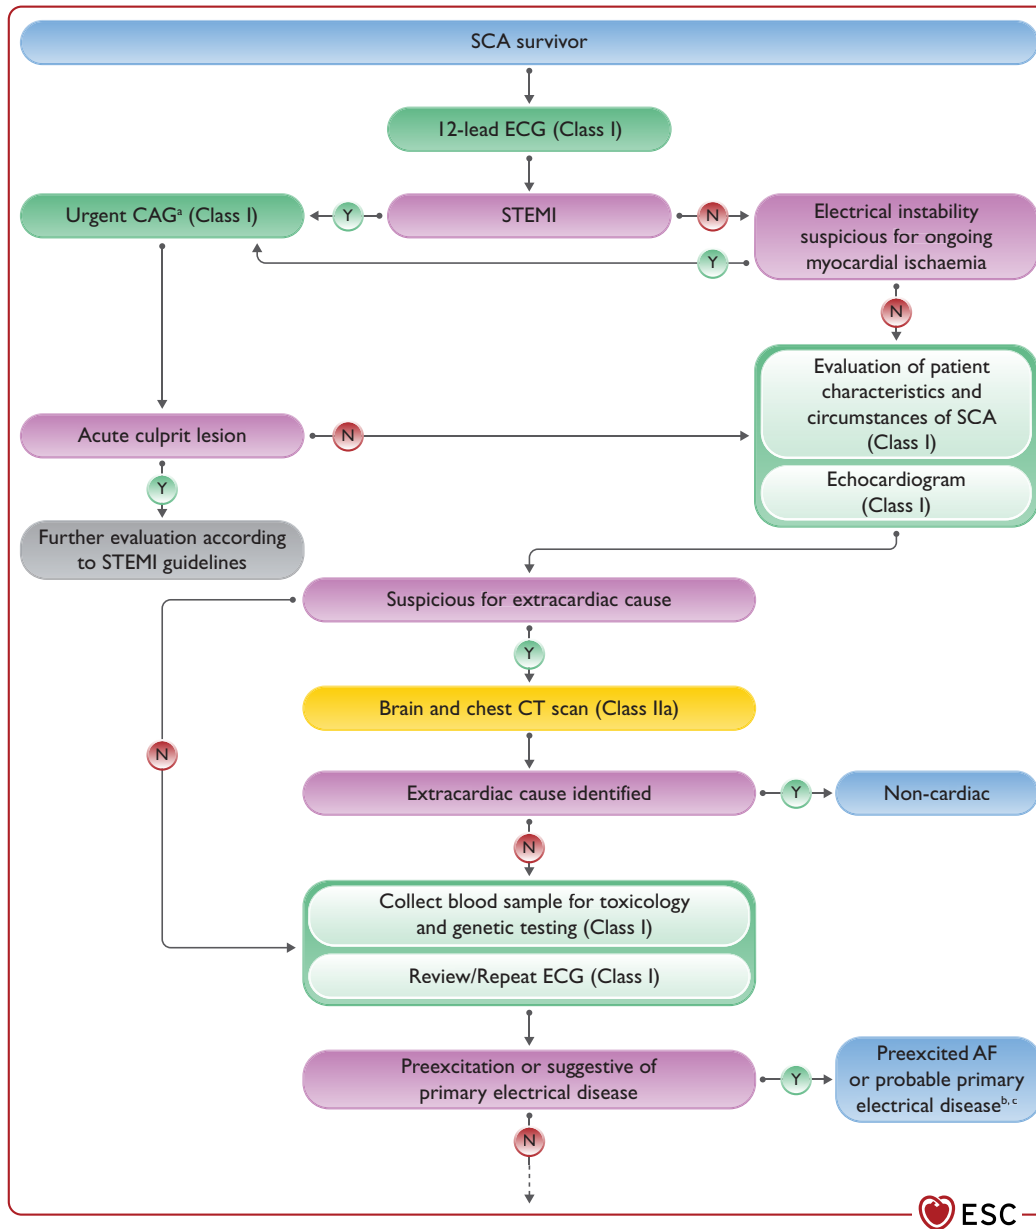 SCA survivor
12-lead ECG (Class I)
Urgent CAGᵃ (Class I)
Y
STEMI
N
Electrical instability
suspicious for ongoing
myocardial ischaemia
Y
N
Evaluation of patient
characteristics and
circumstances of SCA
(Class I)
Acute culprit lesion
N
Echocardiogram
(Class I)
Y
Further evaluation according
to STEMI guidelines
Suspicious for extracardiac cause
Y
Brain and chest CT scan (Class IIa)
N
Extracardiac cause identified
Y
Non-cardiac
N
Collect blood sample for toxicology
and genetic testing (Class I)
Review/Repeat ECG (Class I)
Preexcitation or suggestive of
primary electrical disease
Y
Preexcited AF
or probable primary
electrical diseaseᵇ,ᶜ
N
ESC